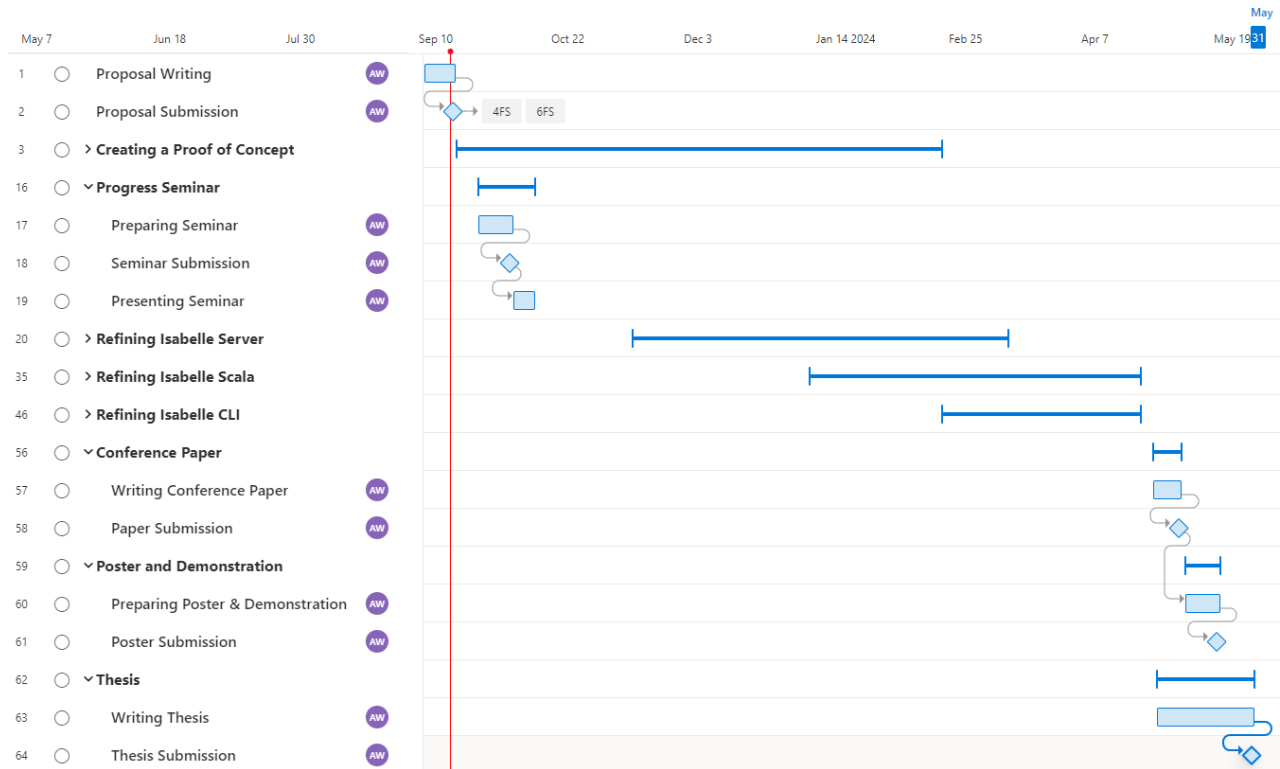 May
May 7 Jun 18 Jul 30 Sep 10 Oct 22 Dec 3 Jan 14 2024 Feb 25 Apr 7 May 19 31
1 Proposal Writing AW
2 Proposal Submission AW 4FS 6FS
3 Creating a Proof of Concept
16 Progress Seminar
17 Preparing Seminar AW
18 Seminar Submission AW
19 Presenting Seminar AW
20 Refining Isabelle Server
35 Refining Isabelle Scala
46 Refining Isabelle CLI
56 Conference Paper
57 Writing Conference Paper AW
58 Paper Submission AW
59 Poster and Demonstration
60 Preparing Poster & Demonstration AW
61 Poster Submission AW
62 Thesis
63 Writing Thesis AW
64 Thesis Submission AW